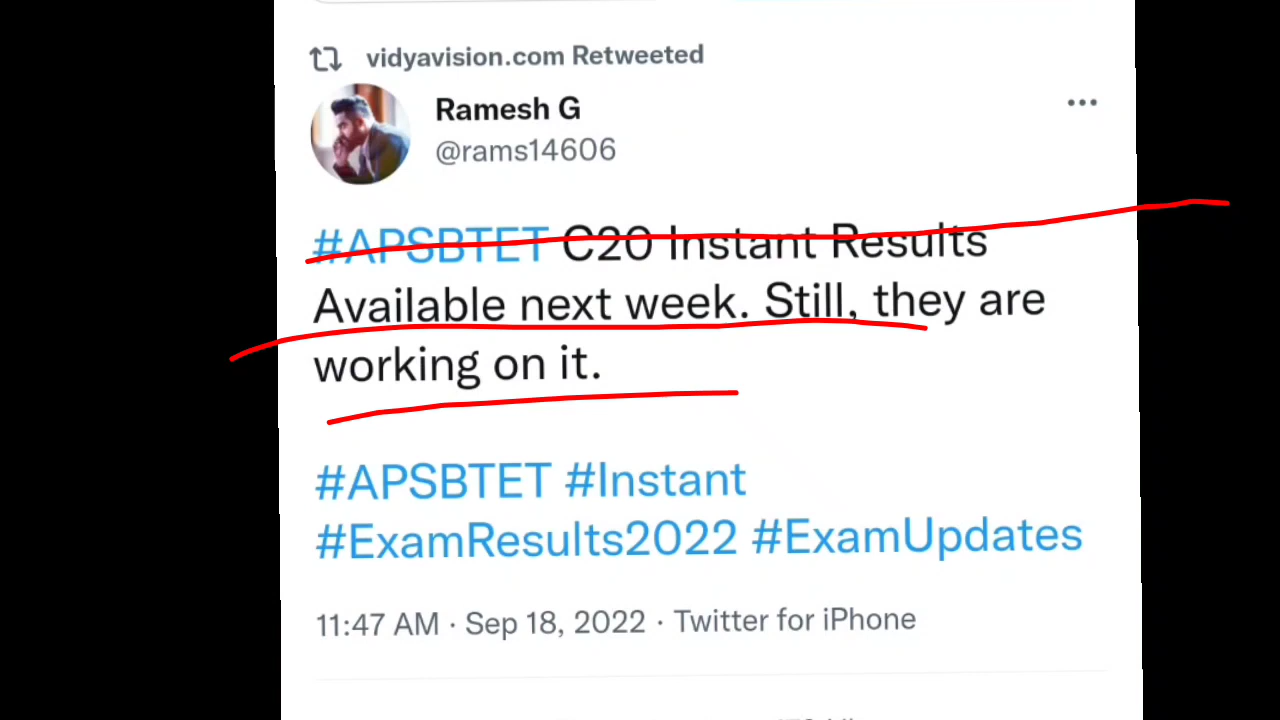 vidyavision.com Retweeted
Ramesh G
@rams14606
#APSBTET C20 Instant Results
Available next week. Still, they are
working on it.
#APSBTET #Instant
#ExamResults2022 #ExamUpdates
11:47 AM · Sep 18, 2022 · Twitter for iPhone